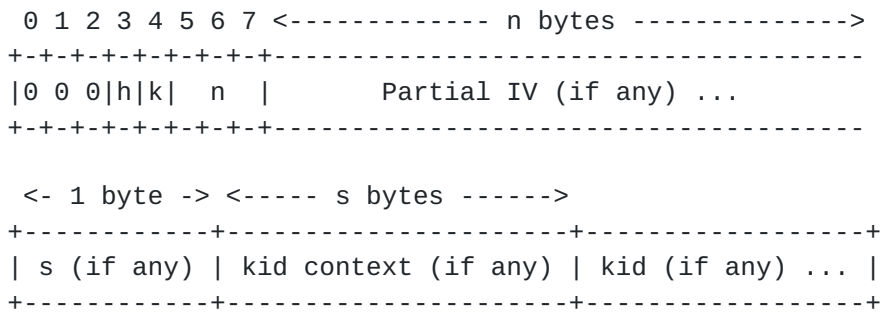 0 1 2 3 4 5 6 7 <------------- n bytes -------------->
+-+-+-+-+-+-+-+-+--------------------------------------
|0 0 0|h|k|  n  |       Partial IV (if any) ...
+-+-+-+-+-+-+-+-+--------------------------------------
 <- 1 byte -> <----- s bytes ------>
+------------+----------------------+------------------+
| s (if any) | kid context (if any) | kid (if any) ... |
+------------+----------------------+------------------+